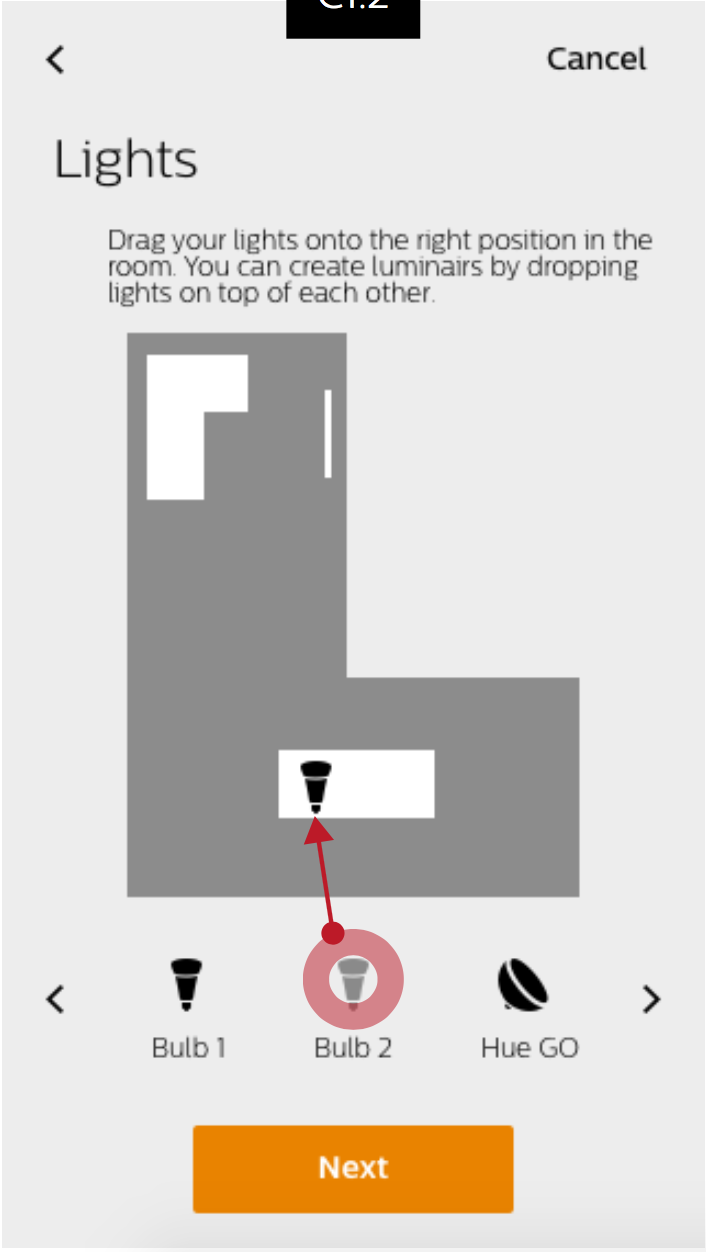 C1.2
Cancel
Lights
Drag your lights onto the right position in the
room. You can create luminairs by dropping
lights on top of each other.
Bulb 1
Bulb 2
Hue GO
Next